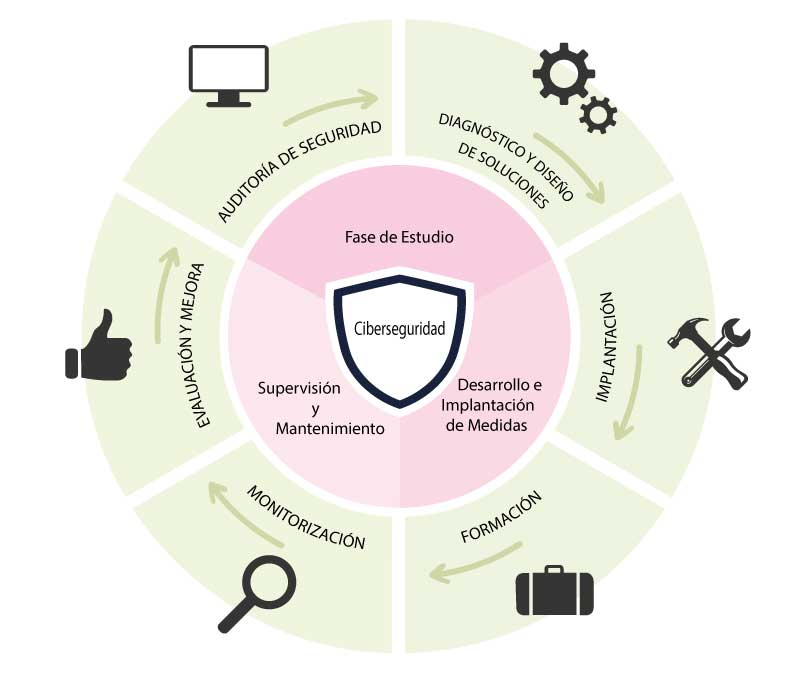 AUDITORÍA DE SEGURIDAD
DIAGNÓSTICO Y DISEÑO
DE SOLUCIONES
IMPLANTACIÓN
FORMACIÓN
MONITORIZACIÓN
EVALUACIÓN Y MEJORA
Fase de Estudio
Ciberseguridad
Desarrollo e
Implantación
de Medidas
Supervisión
y
Mantenimiento